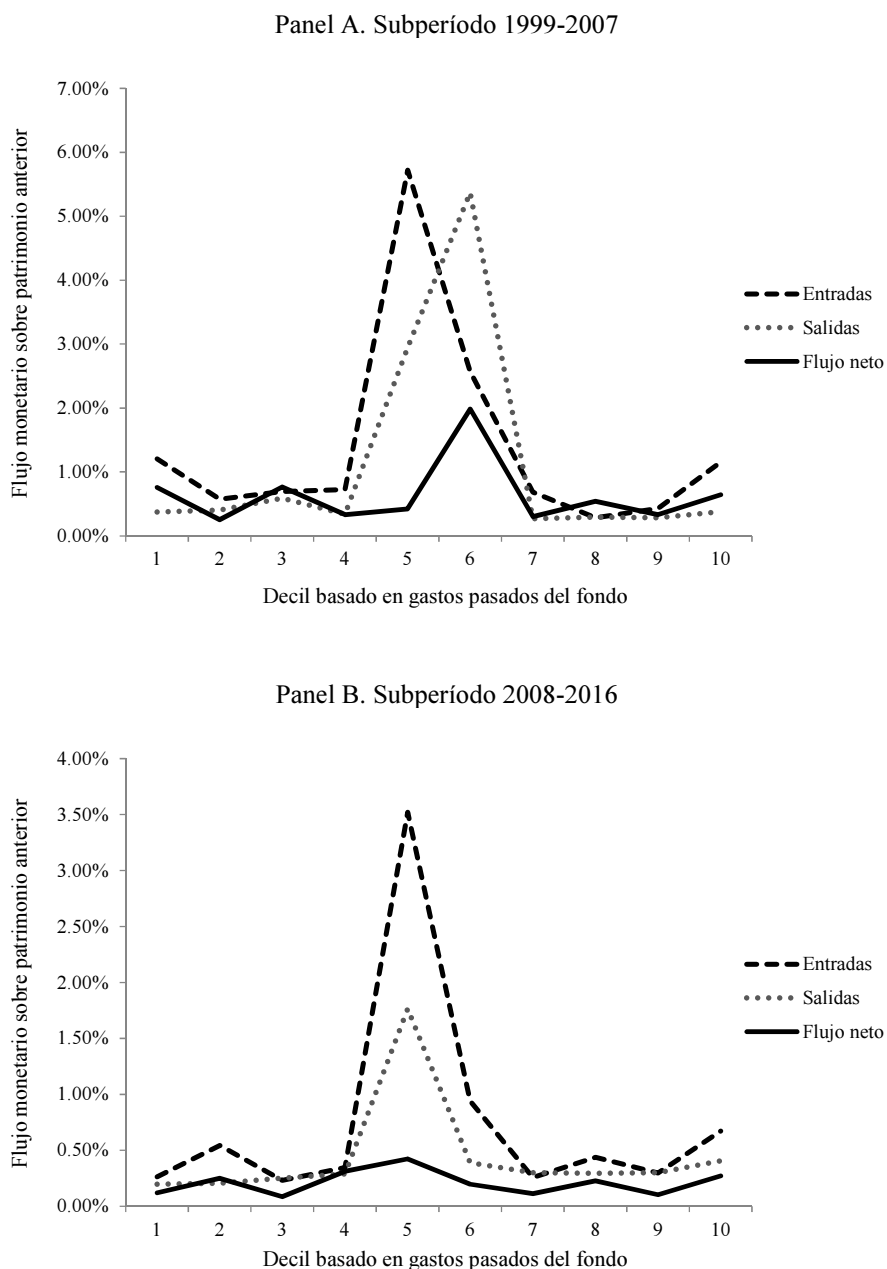 Panel A. Subperíodo 1999-2007
Flujo monetario sobre patrimonio anterior
7.00%
6.00%
5.00%
4.00%
3.00%
2.00%
1.00%
0.00%
1 2 3 4 5 6 7 8 9 10
Decil basado en gastos pasados del fondo
Entradas
Salidas
Flujo neto
Panel B. Subperíodo 2008-2016
Flujo monetario sobre patrimonio anterior
4.00%
3.50%
3.00%
2.50%
2.00%
1.50%
1.00%
0.50%
0.00%
1 2 3 4 5 6 7 8 9 10
Decil basado en gastos pasados del fondo
Entradas
Salidas
Flujo neto